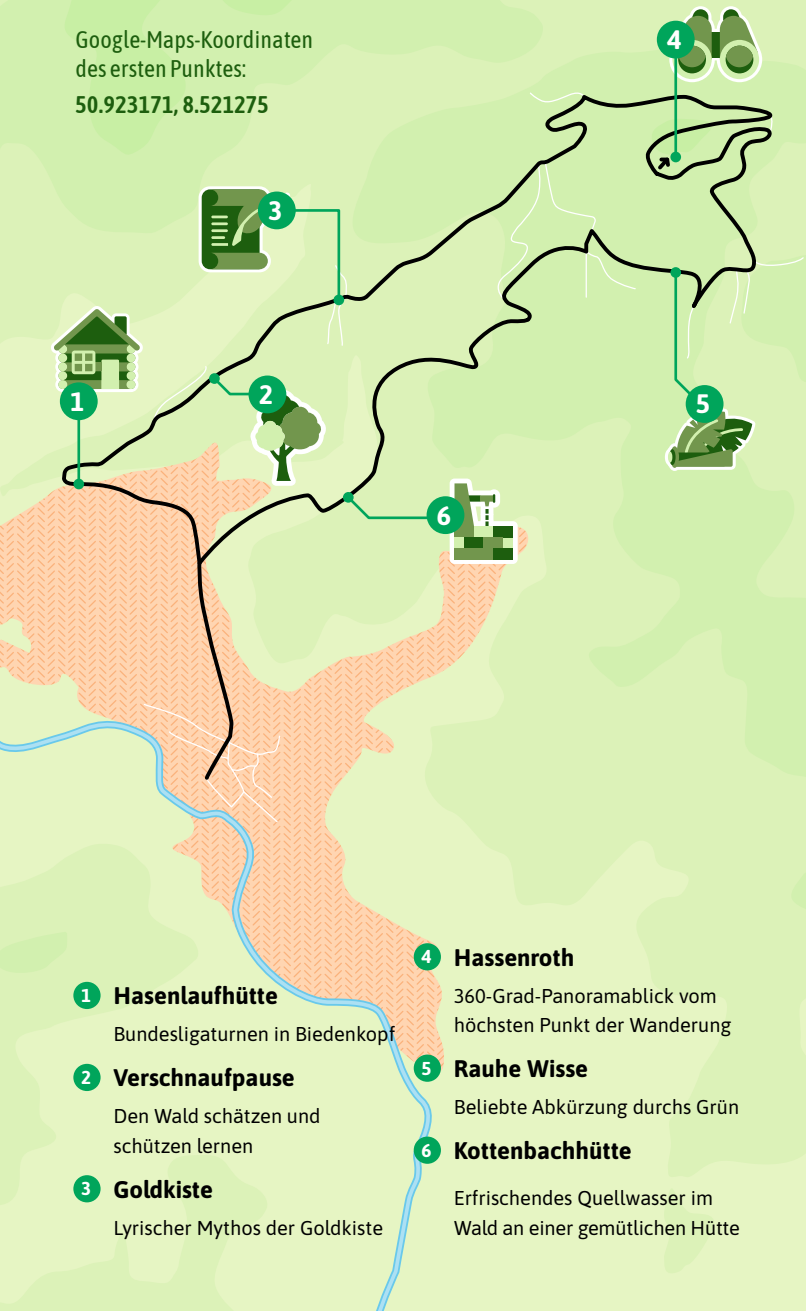 Google-Maps-Koordinaten
des ersten Punktes:
50.923171, 8.521275
4
3
1
2
5
6
1 Hasenlaufhütte
Bundesligaturnen in Biedenkopf
2 Verschnaufpause
Den Wald schätzen und
schützen lernen
3 Goldkiste
Lyrischer Mythos der Goldkiste
4 Hassenroth
360-Grad-Panoramablick vom
höchsten Punkt der Wanderung
5 Rauhe Wisse
Beliebte Abkürzung durchs Grün
6 Kottenbachhütte
Erfrischendes Quellwasser im
Wald an einer gemütlichen Hütte